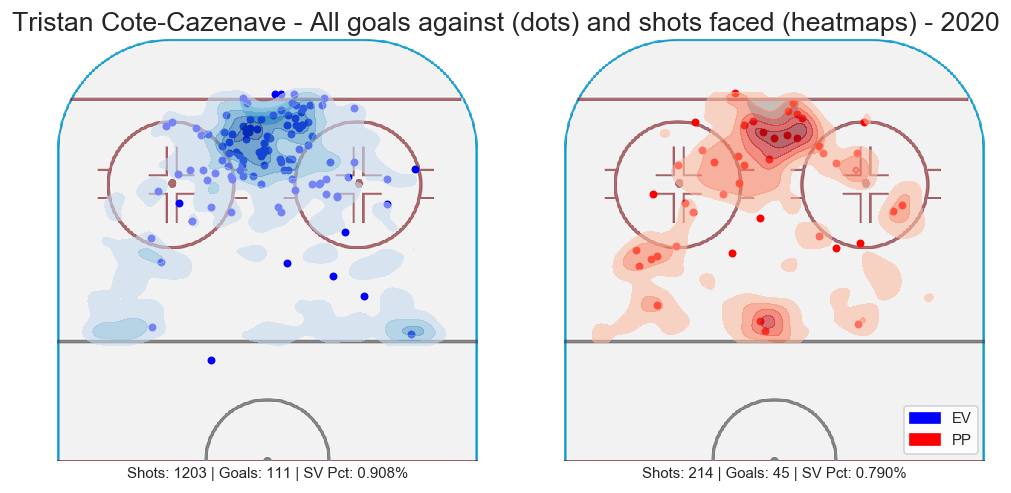 Tristan Cote-Cazenave - All goals against (dots) and shots faced (heatmaps) - 2020
EV
PP
Shots: 1203 | Goals: 111 | SV Pct: 0.908%
Shots: 214 | Goals: 45 | SV Pct: 0.790%